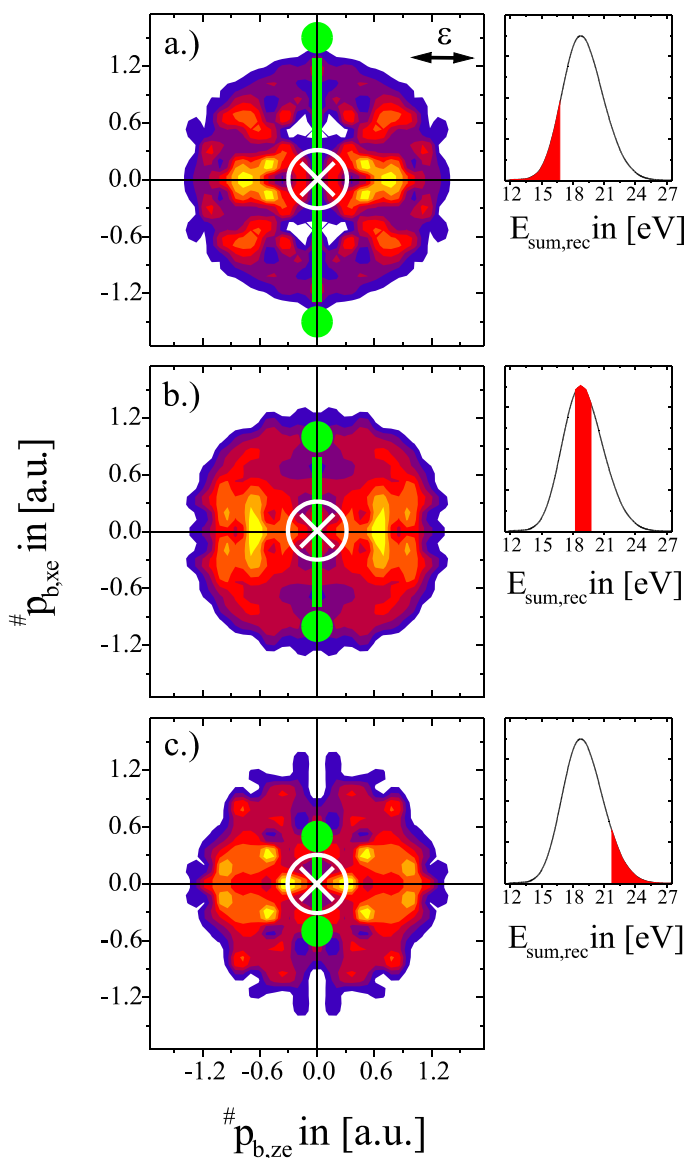 a.)
ε
1.2
0.6
0.0
-0.6
-1.2
12 15 18 21 24 27
E_sum,rec in [eV]
b.)
1.2
0.6
0.0
-0.6
-1.2
12 15 18 21 24 27
E_sum,rec in [eV]
#p_b,xe in [a.u.]
c.)
1.2
0.6
0.0
-0.6
-1.2
12 15 18 21 24 27
E_sum,rec in [eV]
-1.2 -0.6 0.0 0.6 1.2
#p_b,ze in [a.u.]